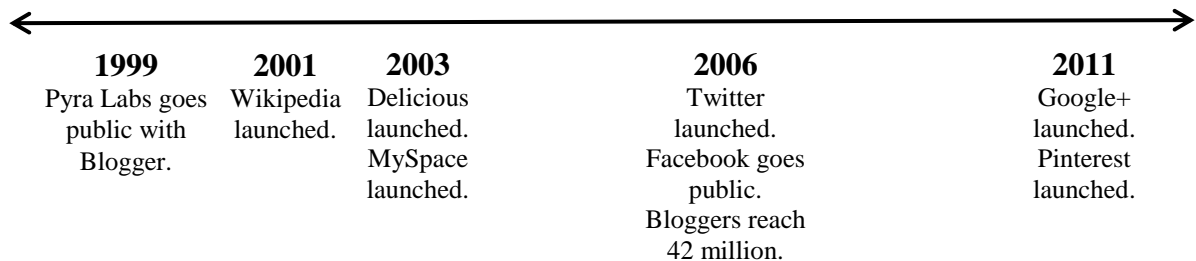 1999
Pyra Labs goes
public with
Blogger.
2001
Wikipedia
launched.
2003
Delicious
launched.
MySpace
launched.
2006
Twitter
launched.
Facebook goes
public.
Bloggers reach
42 million.
2011
Google+
launched.
Pinterest
launched.